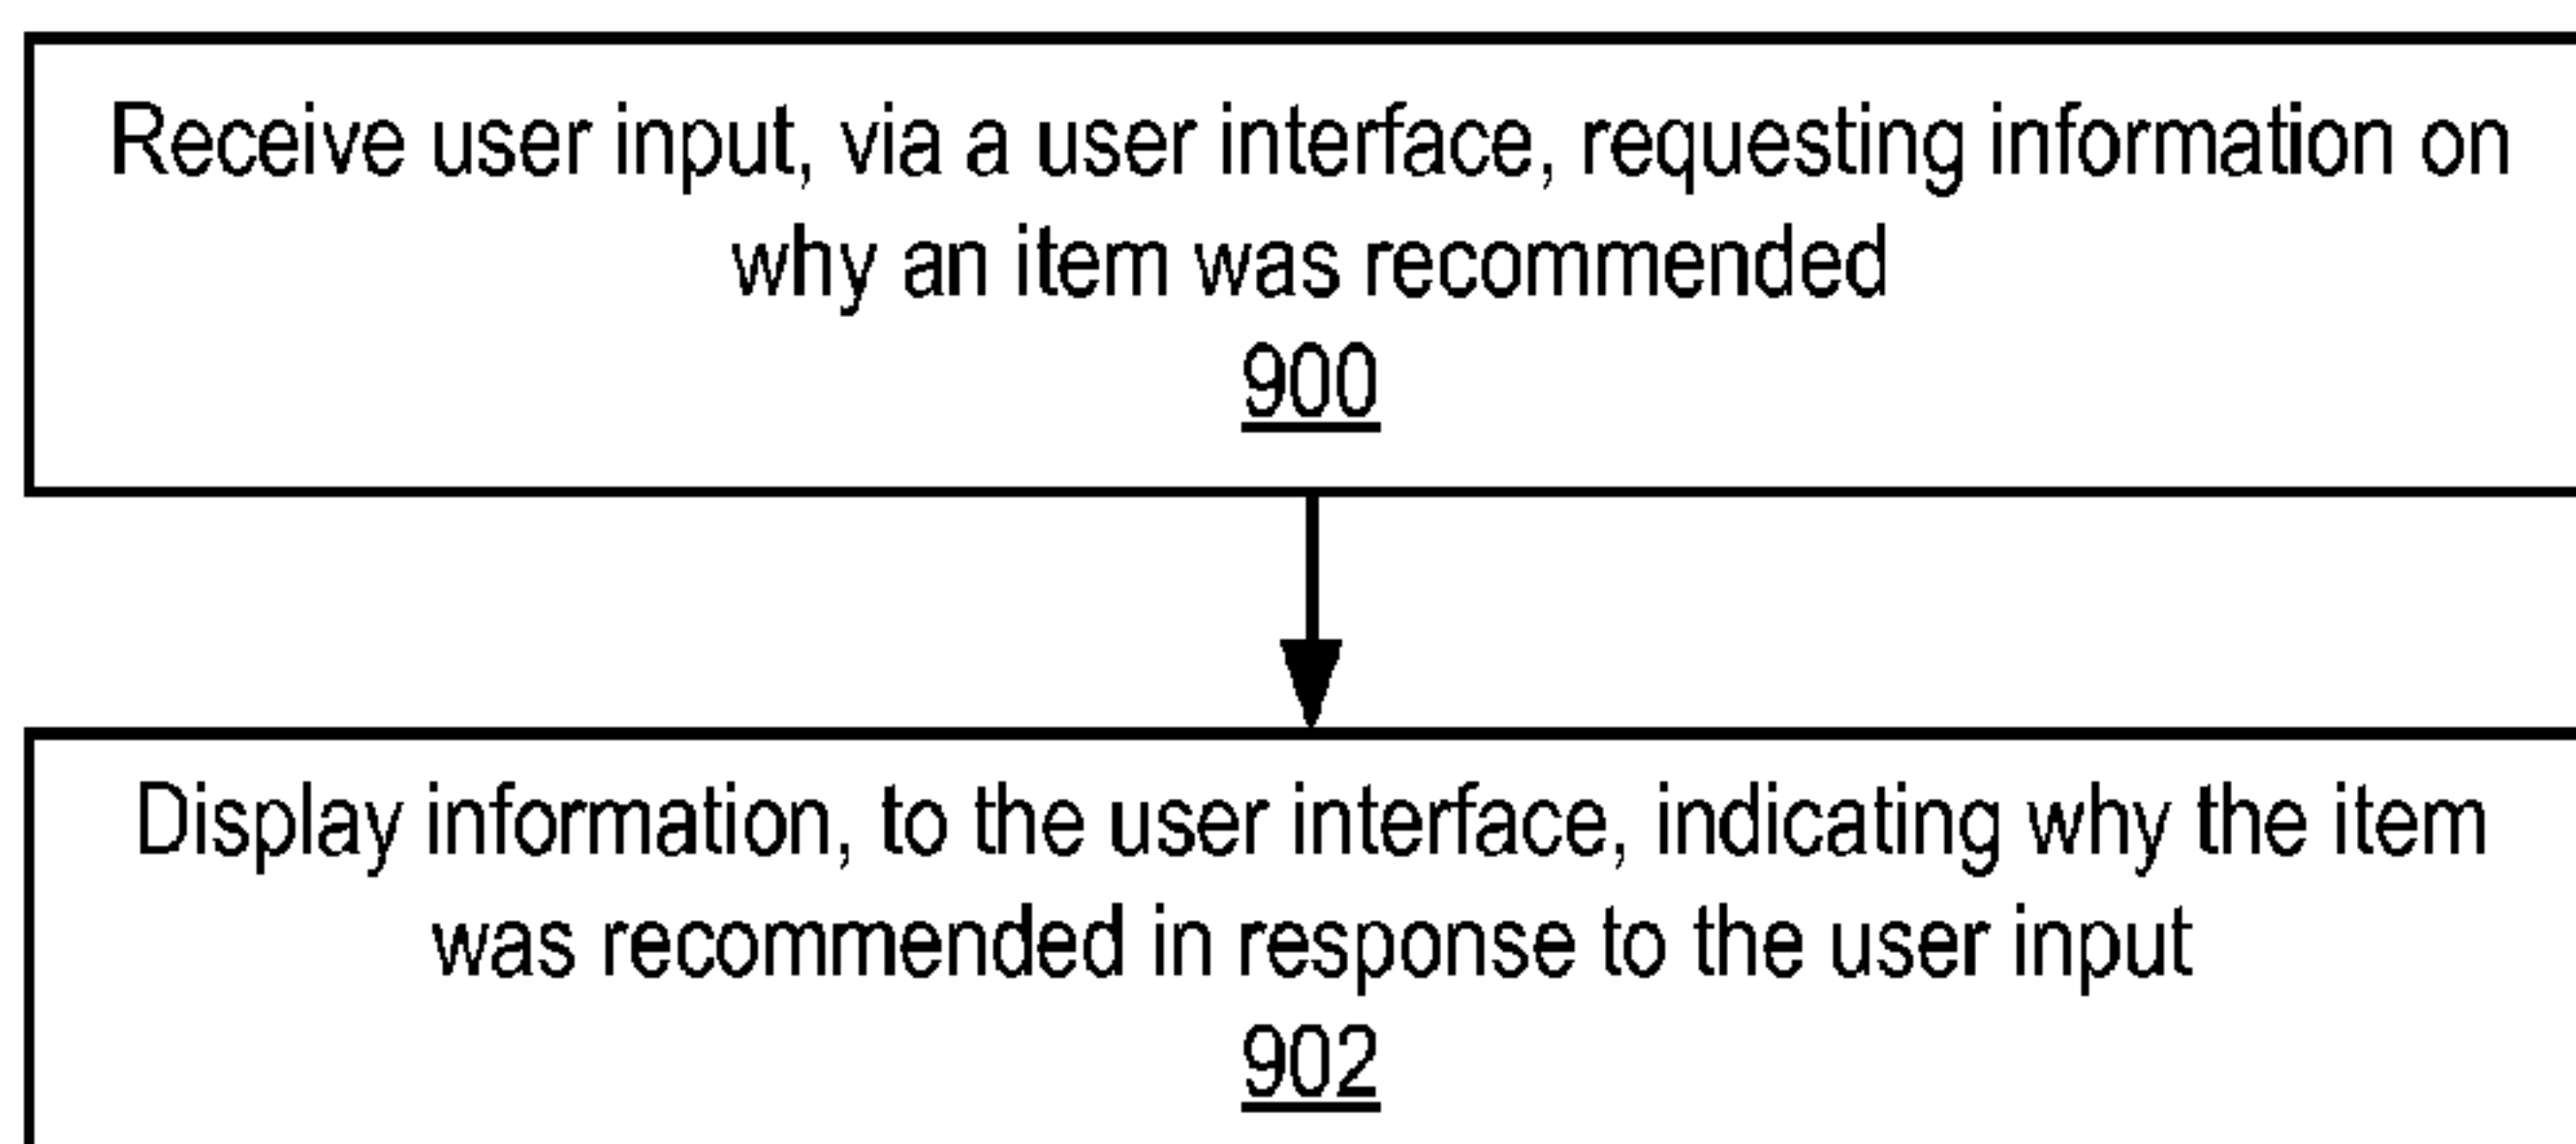 Receive user input, via a user interface, requesting information on
why an item was recommended
900
Display information, to the user interface, indicating why the item
was recommended in response to the user input
902